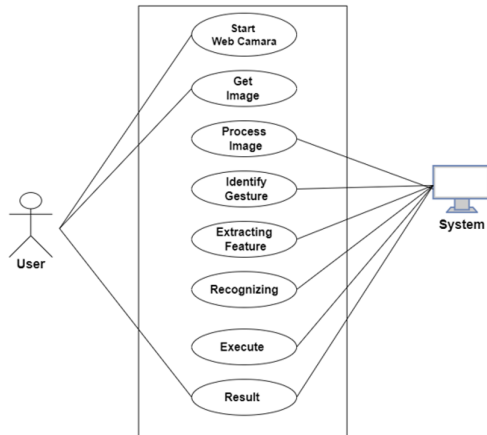 Start
Web Camara
Get
Image
Process
Image
Identify
Gesture
Extracting
Feature
Recognizing
Execute
Result
User
System